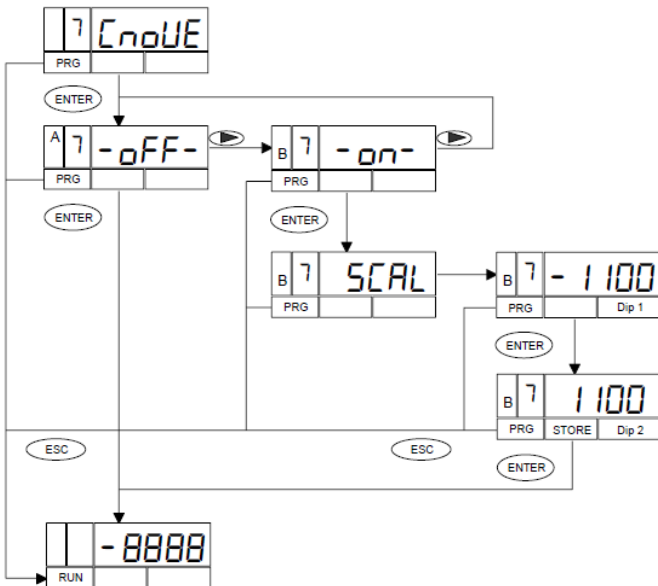 7 CnoUE
PRG
ENTER
A 7 -oFF-
PRG
B 7 -on-
PRG
ENTER
ENTER
B 7 SCAL
PRG
B 7 -1100
PRG Dip 1
ENTER
B 7 1100
PRG STORE Dip 2
ESC
ESC
ENTER
-8888
RUN